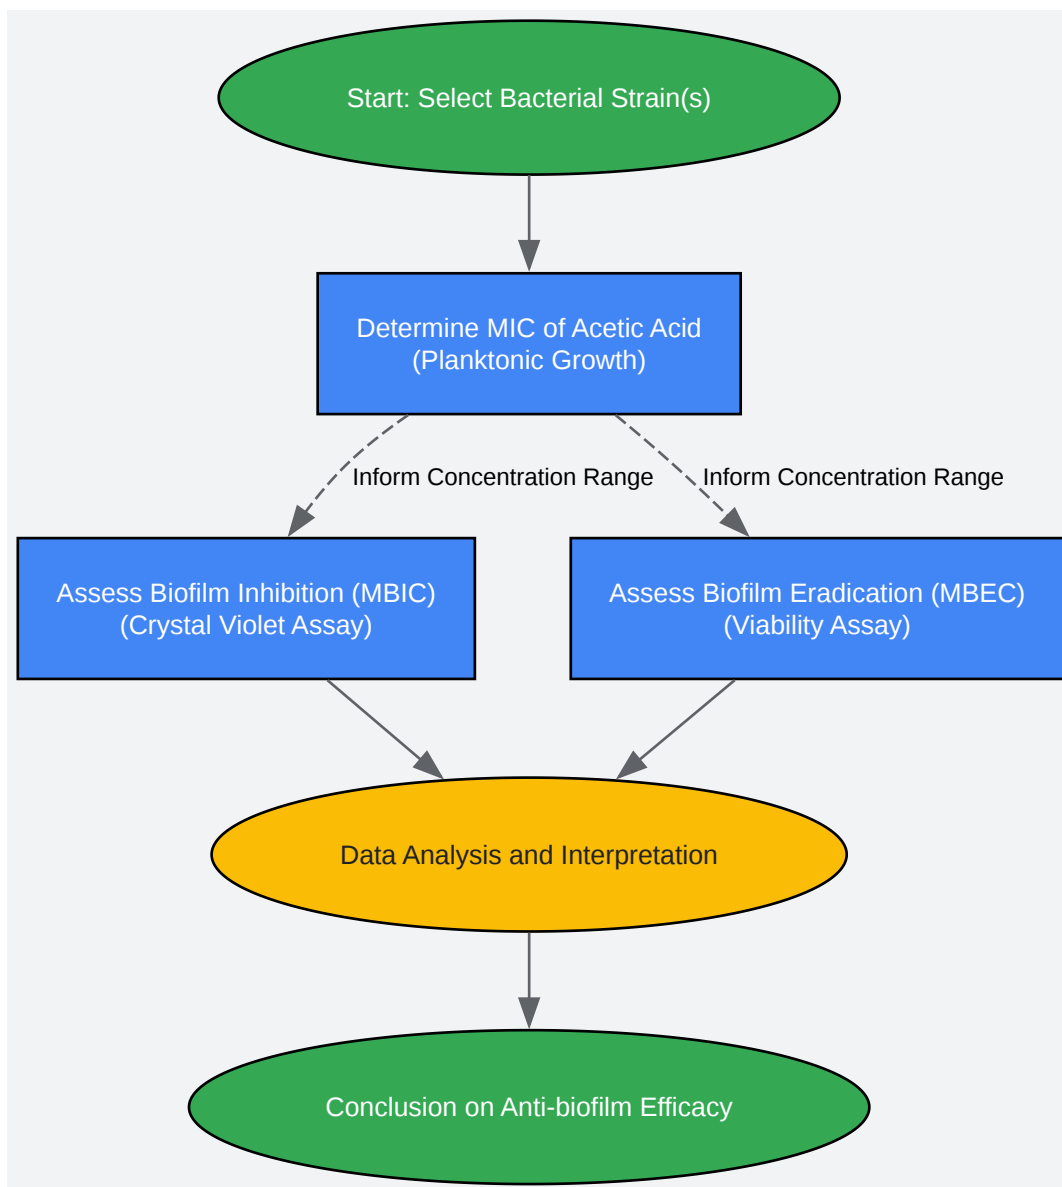 Start: Select Bacterial Strain(s)
Determine MIC of Acetic Acid
(Planktonic Growth)
Inform Concentration Range
Inform Concentration Range
Assess Biofilm Inhibition (MBIC)
(Crystal Violet Assay)
Assess Biofilm Eradication (MBEC)
(Viability Assay)
Data Analysis and Interpretation
Conclusion on Anti-biofilm Efficacy